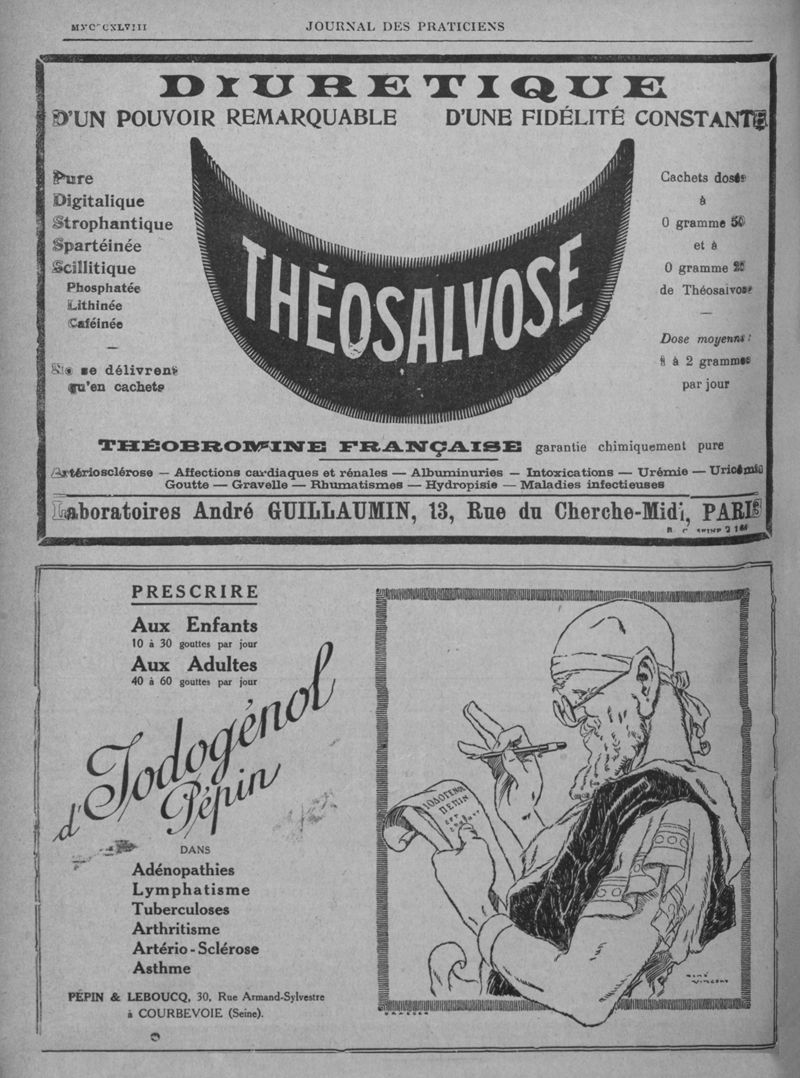 JOURNAL DES PRATICIENS
DIURETIQUE
D'UN POUVOIR REMARQUABLE D'UNE FIDÉLITÉ CONSTANTE
Pure
Digitalique
Strophantique
Spartéinée
Scillitique
Phosphatée
Lithinée
Caféinée
—
Ne se délivrent
qu'en cachets
THÉOSALVOSE
Cachets dosés
à
0 gramme 50
et à
0 gramme 25
de Théosalvose
—
Dose moyenne :
1 à 2 grammes
par jour
THÉOBROMINE FRANÇAISE garantie chimiquement pure
Artériosclérose — Affections cardiaques et rénales — Albuminuries — Intoxications — Urémie — Uricémie
Goutte — Gravelle — Rhumatismes — Hydropisie — Maladies infectieuses
Laboratoires André GUILLAUMIN, 13, Rue du Cherche-Midi, PARIS
PRESCRIRE
Aux Enfants
10 à 30 gouttes par jour
Aux Adultes
40 à 60 gouttes par jour
d'Iodogénol
Pépin
DANS
Adénopathies
Lymphatisme
Tuberculoses
Arthritisme
Artério-Sclérose
Asthme
PÉPIN & LEBOUCQ, 30, Rue Armand-Sylvestre
à COURBEVOIE (Seine).
ΙΟΔΟΓΕΝΟΛ
ΠΕΠΙΝ
RENÉ
VINCENT
DRAEGER